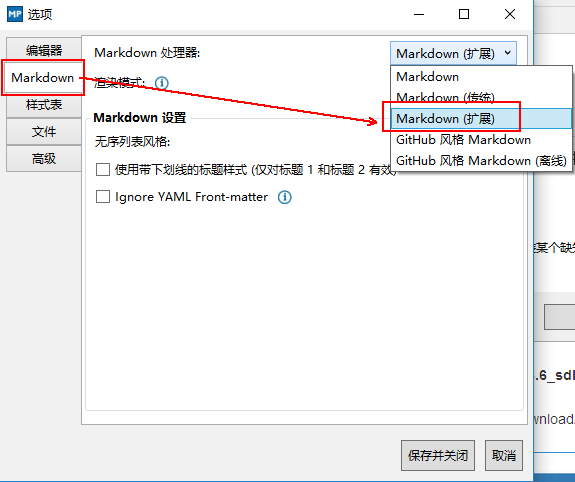 MP 选项
编辑器
Markdown
样式表
文件
高级
Markdown 处理器:
Markdown (扩展)
渲染模式:
Markdown
Markdown (传统)
Markdown (扩展)
GitHub 风格 Markdown
GitHub 风格 Markdown (离线)
Markdown 设置
无序列表风格:
使用带下划线的标题样式 (仅对标题 1 和标题 2 有效)
Ignore YAML Front-matter
保存并关闭
取消
某个缺
.6_sdl
wnload